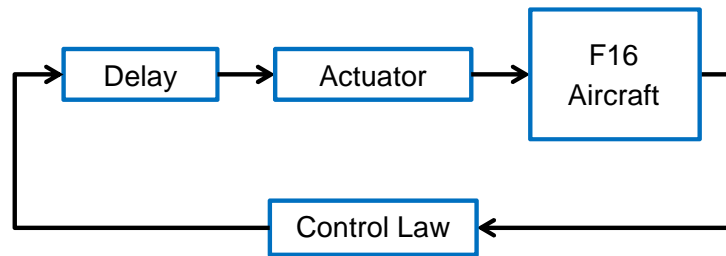 Delay
Actuator
F16
Aircraft
Control Law